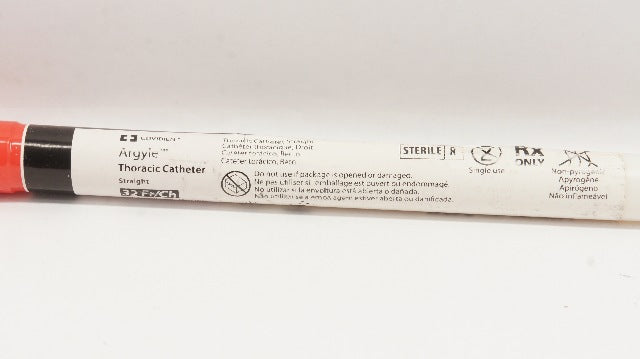 COVIDIEN™
Argyle™
Thoracic Catheter
Straight
32 Fr/Ch
Thoracic Catheter, Straight
Cathéter thoracique, Droit
Catéter torácico, Recto
Cateter torácico, Reto
Do not use if package is opened or damaged.
Ne pas utiliser si l'emballage est ouvert ou endommagé.
No utilizar si la envoltura está abierta o dañada.
Não utilizar se a embalagem estiver aberta ou danificada.
STERILE R
2
Single use
Rx
ONLY
Non-pyrogenic
Apyrogène
Apirógeno
Não inflamável